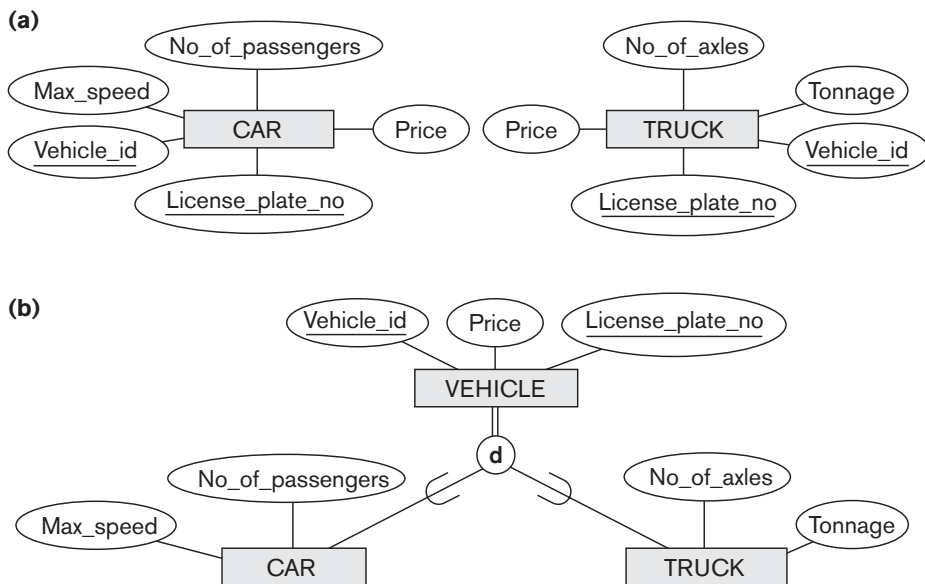 (a)
No_of_passengers
No_of_axles
Max_speed
Tonnage
CAR
Price
Price
TRUCK
Vehicle_id
Vehicle_id
License_plate_no
License_plate_no
(b)
Vehicle_id
Price
License_plate_no
VEHICLE
d
No_of_passengers
No_of_axles
Max_speed
Tonnage
CAR
TRUCK